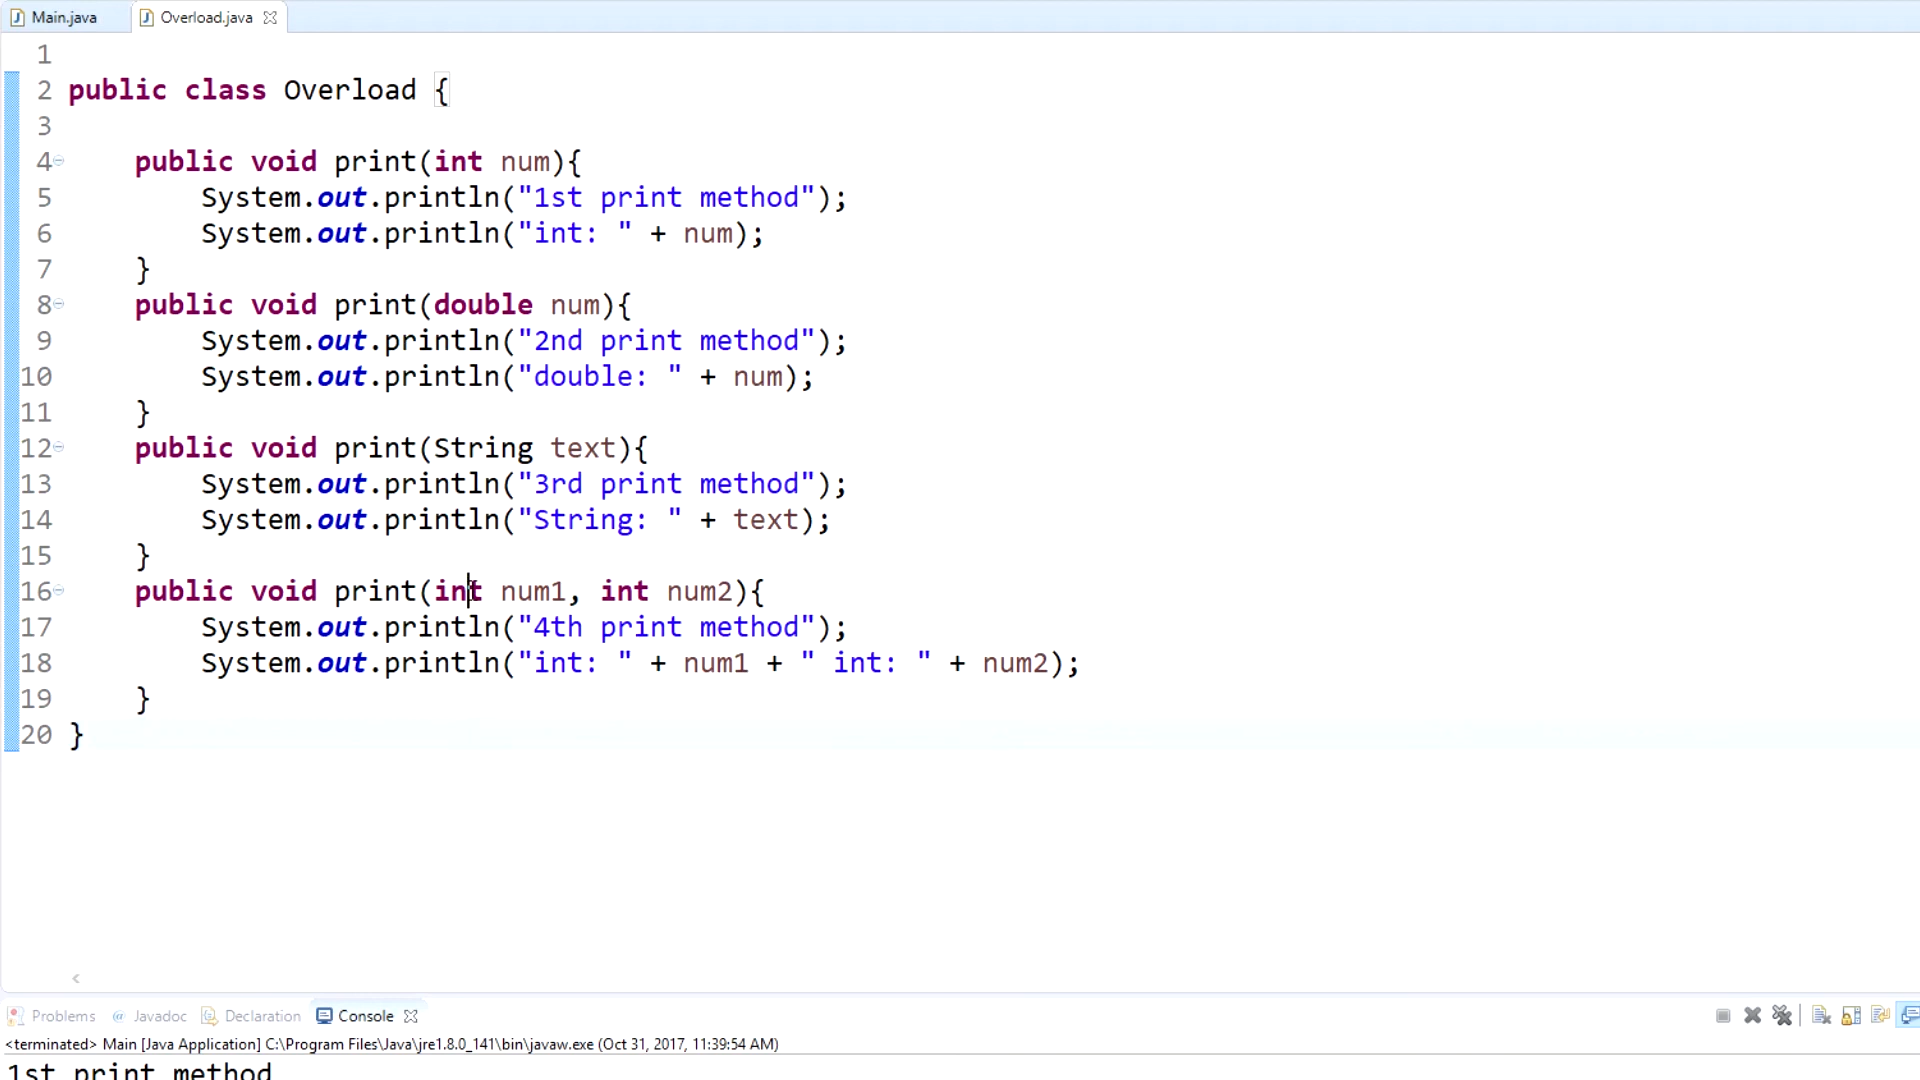 Main.java Overload.java
1
2 public class Overload {
3
4 public void print(int num){
5 System.out.println("1st print method");
6 System.out.println("int: " + num);
7 }
8 public void print(double num){
9 System.out.println("2nd print method");
10 System.out.println("double: " + num);
11 }
12 public void print(String text){
13 System.out.println("3rd print method");
14 System.out.println("String: " + text);
15 }
16 public void print(int num1, int num2){
17 System.out.println("4th print method");
18 System.out.println("int: " + num1 + " int: " + num2);
19 }
20 }
Problems @ Javadoc Declaration Console
<terminated> Main [Java Application] C:\Program Files\Java\jre1.8.0_141\bin\javaw.exe (Oct 31, 2017, 11:39:54 AM)
1st print method